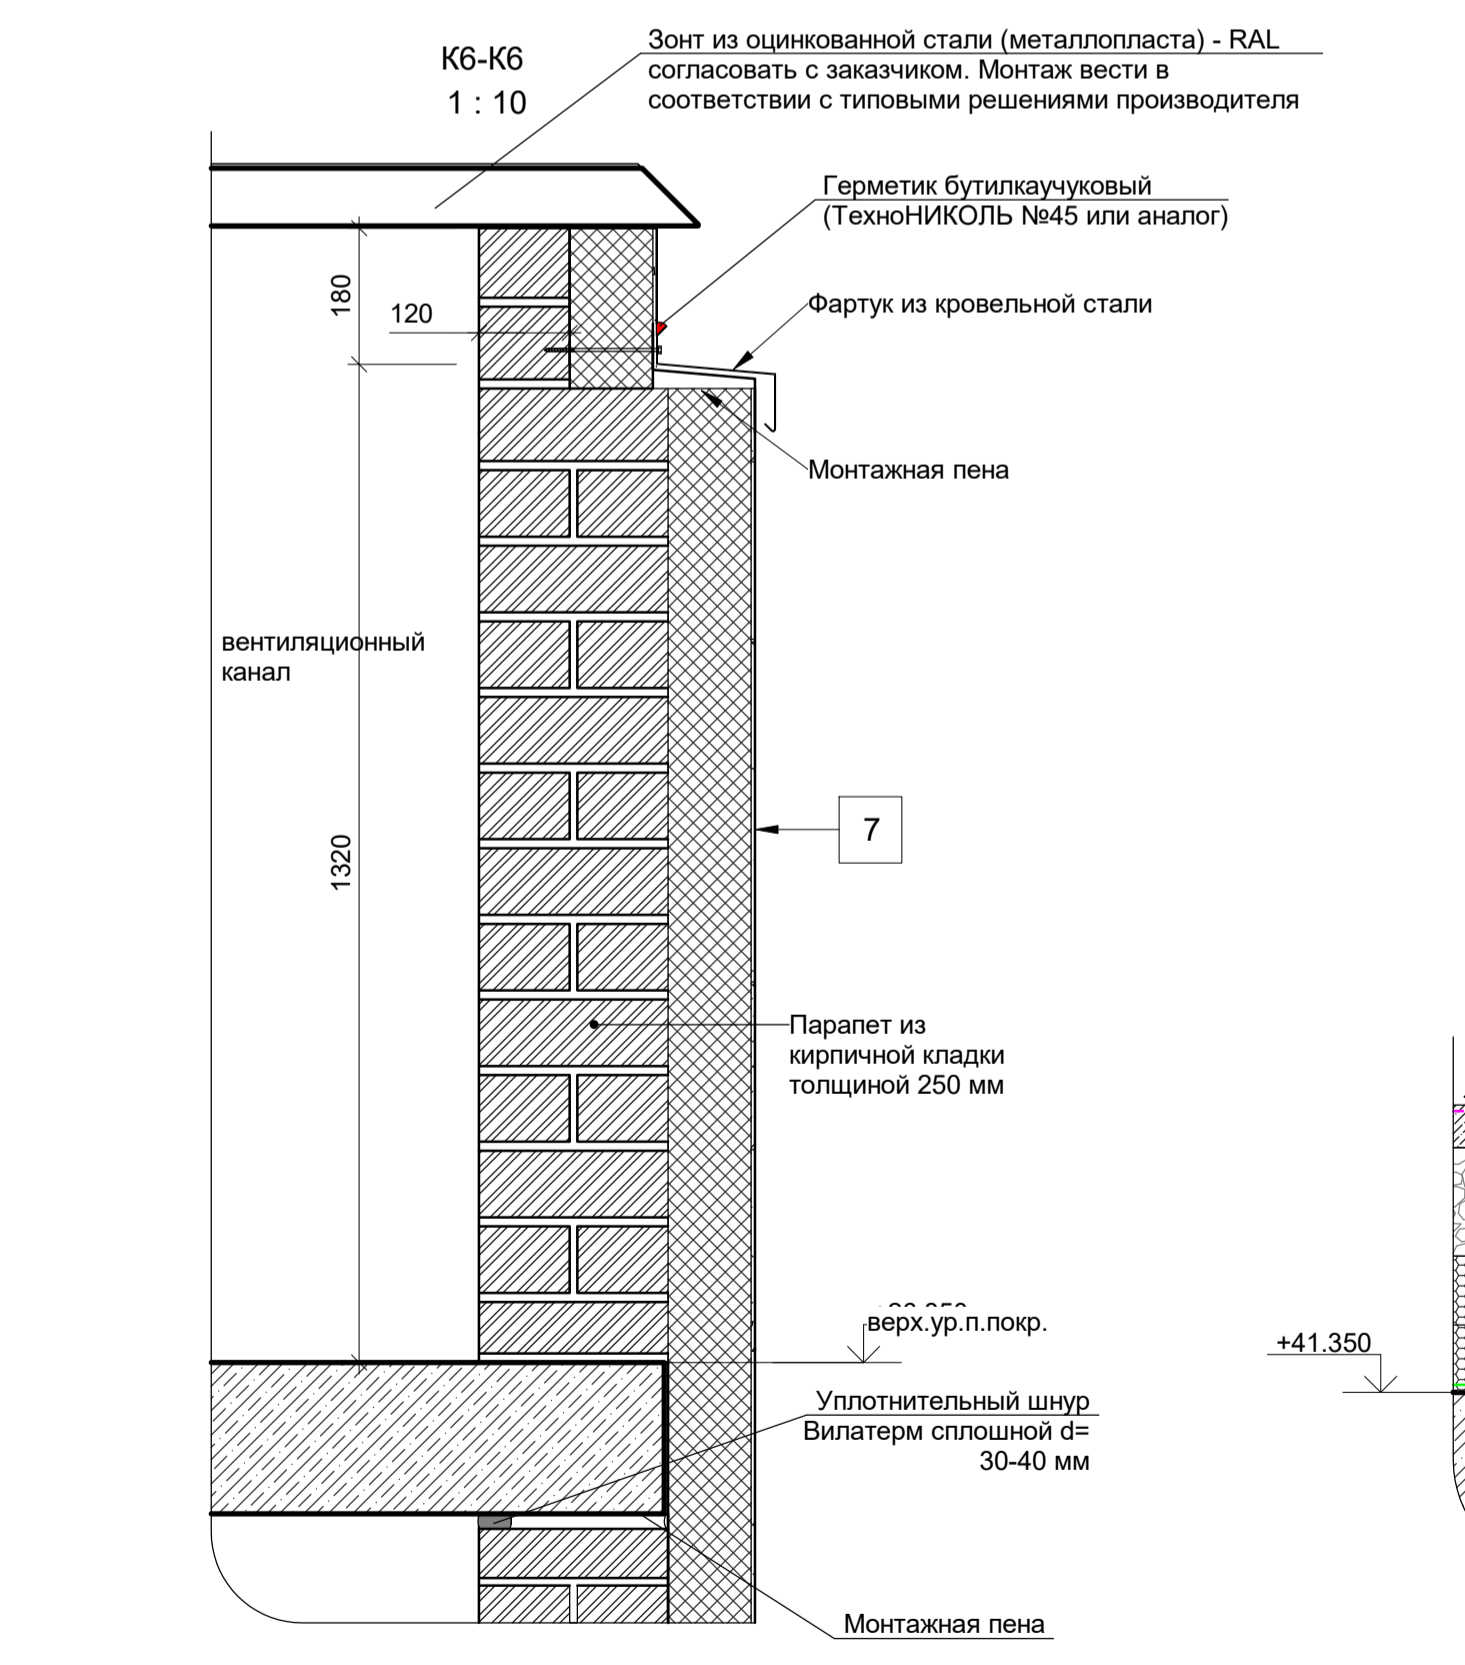 К6-К6
1 : 10
Зонт из оцинкованной стали (металлопласта) - RAL
согласовать с заказчиком. Монтаж вести в
соответствии с типовыми решениями производителя
Герметик бутилкаучуковый
(ТехноНИКОЛЬ №45 или аналог)
180
120
Фартук из кровельной стали
Монтажная пена
вентиляционный
канал
7
1320
Парапет из
кирпичной кладки
толщиной 250 мм
верх.ур.п.покр.
+41.350
Уплотнительный шнур
Вилатерм сплошной d=
30-40 мм
Монтажная пена